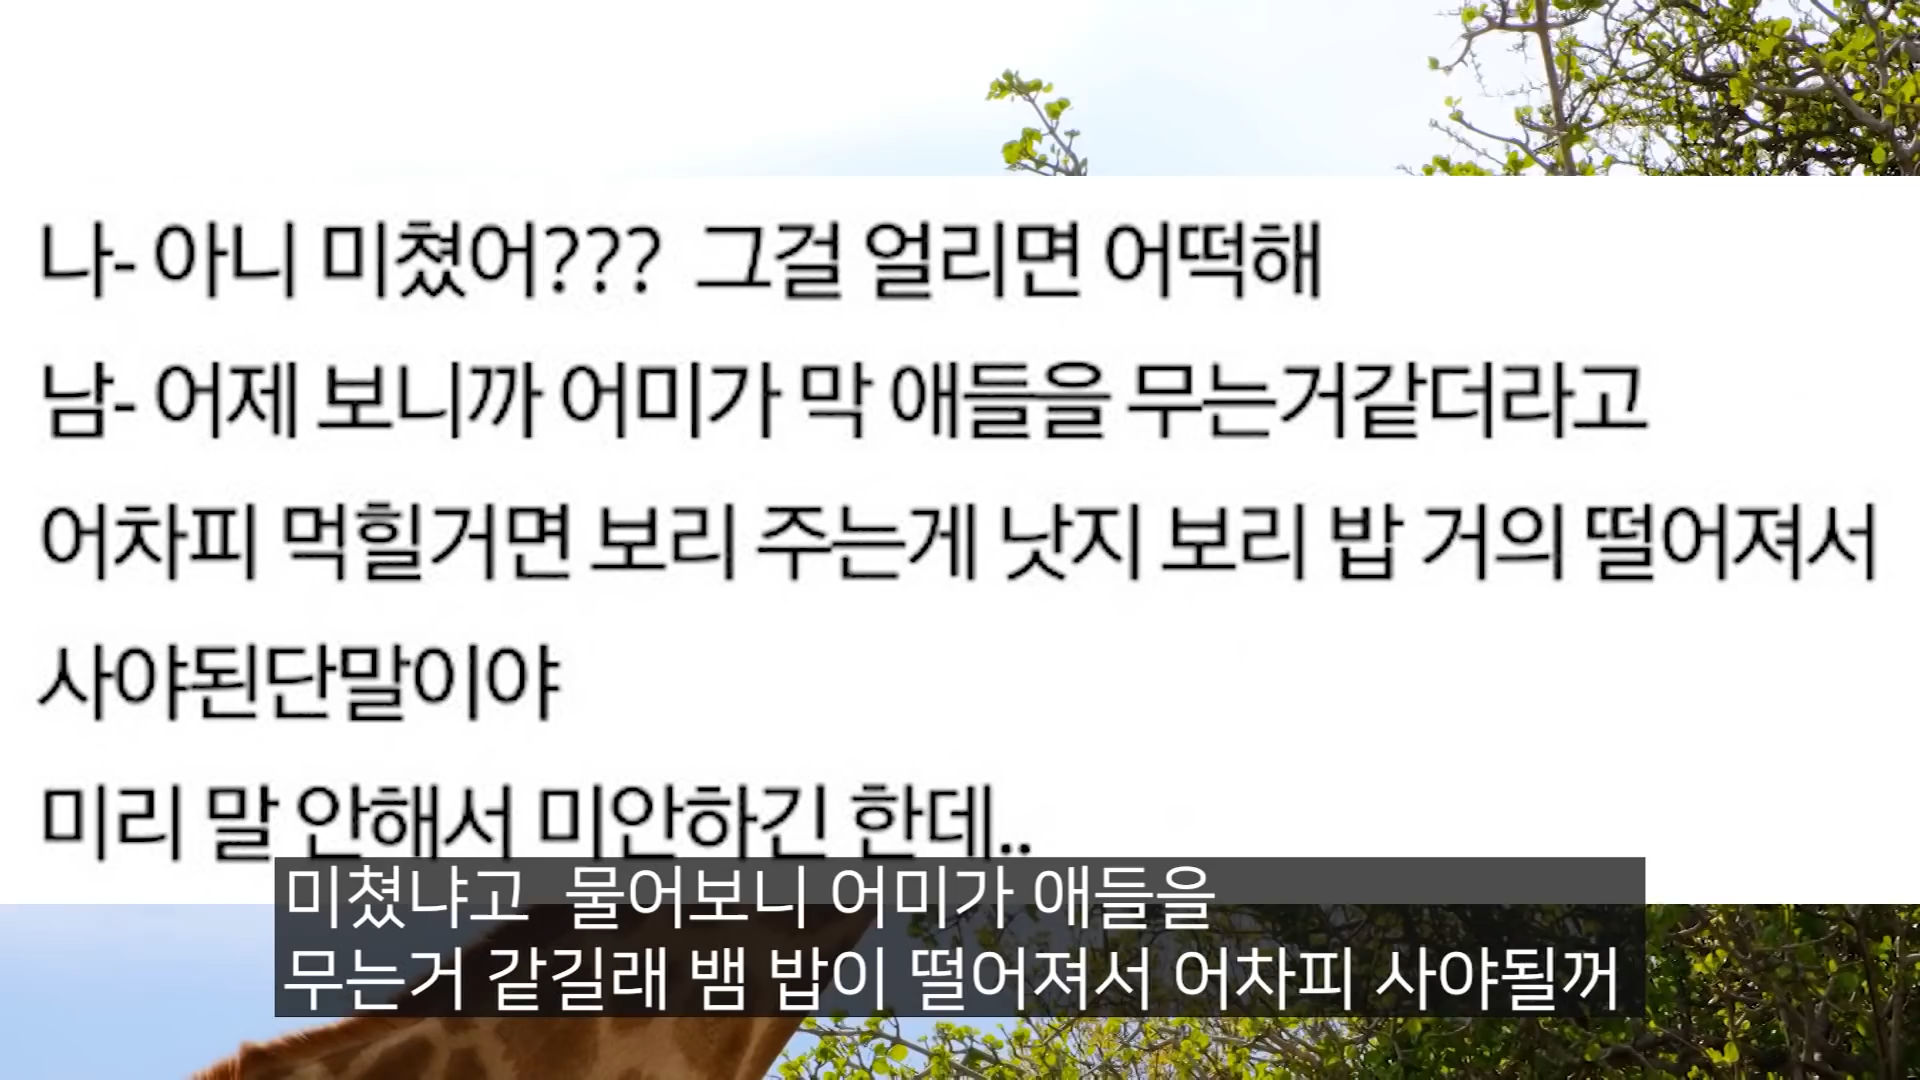 나- 아니 미쳤어??? 그걸 얼리면 어떡해
남- 어제 보니까 어미가 막 애들을 무는거같더라고
어차피 먹힐거면 보리 주는게 낫지 보리 밥 거의 떨어져서
사야된단말이야
미리 말 안해서 미안하긴 한데..
미쳤냐고 물어보니 어미가 애들을
무는거 같길래 뱀 밥이 떨어져서 어차피 사야될꺼